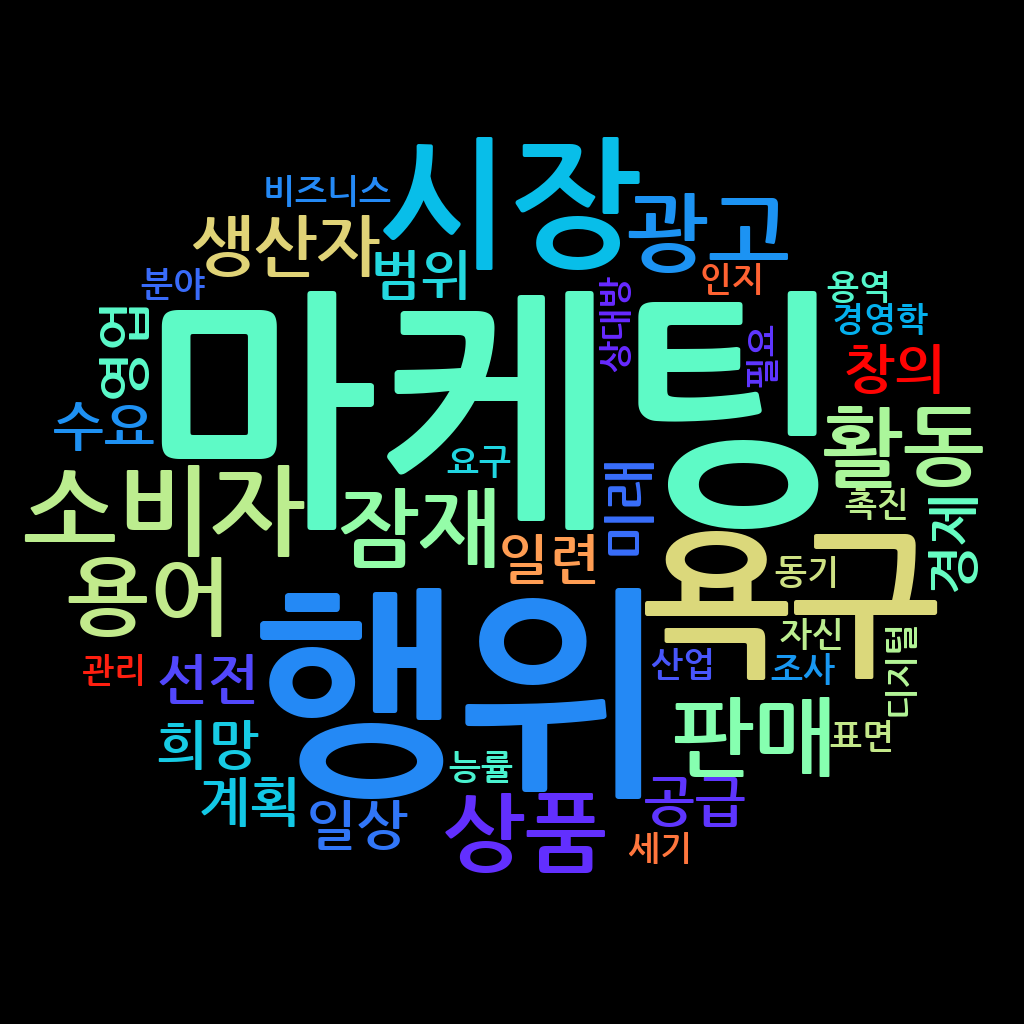 시장
비즈니스
광고
생산자
범위
인지
분야
용역
상대방
경영학
마케팅
영업
필요
창의
수요
활동
요구
소비자
잠재
미래
촉진
경제
일련
욕구
용어
동기
행위
자신
관리
선전
산업
조사
디지털
판매
희망
표면
능률
계획
일상
상품
공급
세기